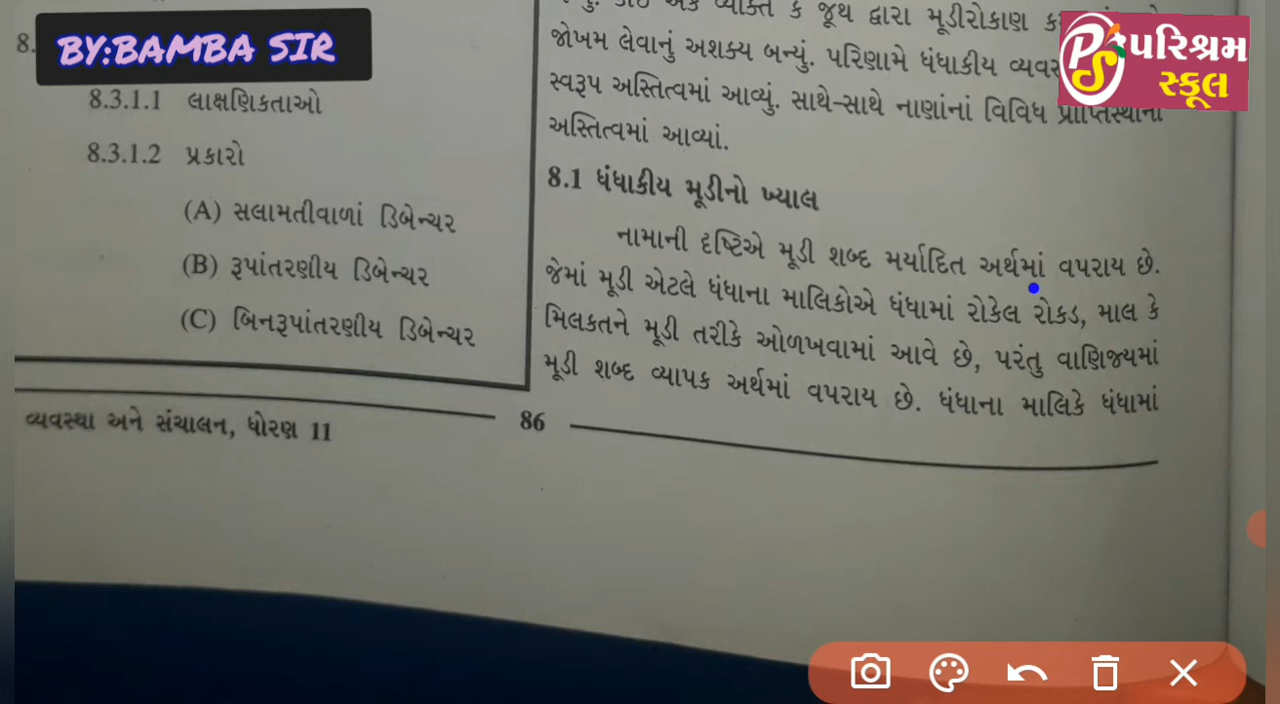 8.
BY:BAMBA SIR
8.3.1.1 લાક્ષણિકતાઓ
8.3.1.2 પ્રકારો
(A) સલામતીવાળાં ડિબેન્ચર
(B) રૂપાંતરણીય ડિબેન્ચર
(C) બિનરૂપાંતરણીય ડિબેન્ચર
વ્યવસ્થા અને સંચાલન, ધોરણ 11
86
વ્યક્તિ કે જૂથ દ્વારા મૂડીરોકાણ
જોખમ લેવાનું અશક્ય બન્યું. પરિણામે ધંધાકીય
સ્વરૂપ અસ્તિત્વમાં આવ્યું. સાથે-સાથે નાણાંનાં વિવિધ પ્રાપ્તિસ્થાનો
અસ્તિત્વમાં આવ્યાં.
8.1 ધંધાકીય મૂડીનો ખ્યાલ
નામાની દૃષ્ટિએ મૂડી શબ્દ મર્યાદિત અર્થમાં વપરાય છે.
જેમાં મૂડી એટલે ધંધાના માલિકોએ ધંધામાં રોકેલ રોકડ, માલ કે
મિલકતને મૂડી તરીકે ઓળખવામાં આવે છે, પરંતુ વાણિજ્યમાં
મૂડી શબ્દ વ્યાપક અર્થમાં વપરાય છે. ધંધાના માલિકે ધંધામાં
PS પરિશ્રમ
સ્કૂલ